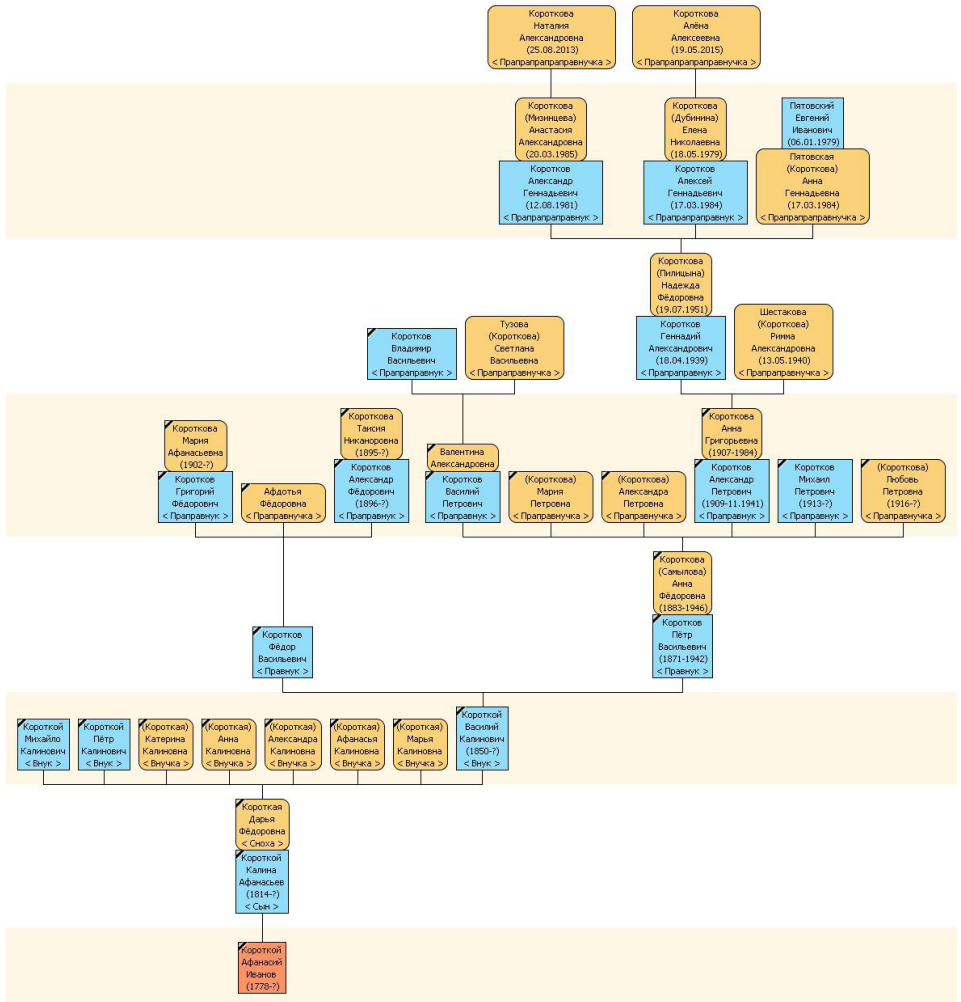 Короткова
Наталия
Александровна
(25.08.2013)
< Прапрапраправнучка >
Короткова
Алёна
Алексеевна
(19.05.2015)
< Прапрапраправнучка >
Короткова
(Мизинцева)
Анастасия
Александровна
(20.03.1985)
Коротков
Александр
Геннадьевич
(12.08.1981)
< Прапрапраправнук >
Короткова
(Дубинина)
Елена
Николаевна
(18.05.1979)
Коротков
Алексей
Геннадьевич
(17.03.1984)
< Прапрапраправнук >
Пятовский
Евгений
Иванович
(06.01.1979)
Пятовская
(Короткова)
Анна
Геннадьевна
(17.03.1984)
< Прапрапраправнучка >
Короткова
(Пилицына)
Надежда
Фёдоровна
(19.07.1951)
Коротков
Геннадий
Александрович
(18.04.1939)
< Прапраправнук >
Шестакова
(Короткова)
Римма
Александровна
(13.05.1940)
< Прапраправнучка >
Коротков
Владимир
Васильевич
< Прапраправнук >
Тузова
(Короткова)
Светлана
Васильевна
< Прапраправнучка >
Короткова
Мария
Афанасьевна
(1902-?)
Коротков
Григорий
Фёдорович
< Праправнук >
Афдотья
Фёдоровна
< Праправнучка >
Короткова
Таисия
Никаноровна
(1895-?)
Коротков
Александр
Фёдорович
(1896-?)
< Праправнук >
Валентина
Александровна
Коротков
Василий
Петрович
< Праправнук >
(Короткова)
Мария
Петровна
< Праправнучка >
(Короткова)
Александра
Петровна
< Праправнучка >
Короткова
Анна
Григорьевна
(1907-1984)
Коротков
Александр
Петрович
(1909-11.1941)
< Праправнук >
Коротков
Михаил
Петрович
(1913-?)
< Праправнук >
(Короткова)
Любовь
Петровна
(1916-?)
< Праправнучка >
Коротков
Фёдор
Васильевич
< Правнук >
Короткова
(Самылова)
Анна
Фёдоровна
(1883-1946)
Коротков
Пётр
Васильевич
(1871-1942)
< Правнук >
Короткой
Михайло
Калинович
< Внук >
Короткой
Пётр
Калинович
< Внук >
(Короткая)
Катерина
Калиновна
< Внучка >
(Короткая)
Анна
Калиновна
< Внучка >
(Короткая)
Александра
Калиновна
< Внучка >
(Короткая)
Афанасья
Калиновна
< Внучка >
(Короткая)
Марья
Калиновна
< Внучка >
Короткой
Василий
Калинович
(1850-?)
< Внук >
Короткая
Дарья
Фёдоровна
< Сноха >
Короткой
Калина
Афанасьев
(1814-?)
< Сын >
Короткой
Афанасий
Иванов
(1778-?)